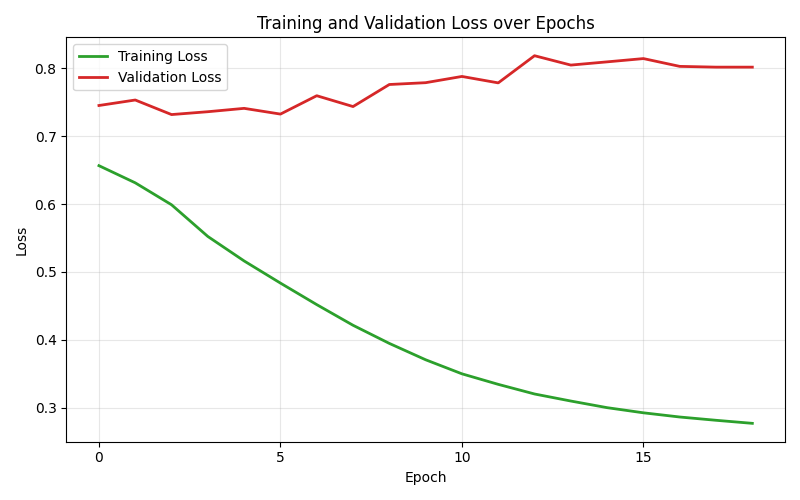 Training and Validation Loss over Epochs
Training Loss
Validation Loss
Loss
0.8
0.7
0.6
0.5
0.4
0.3
0
5
10
15
Epoch